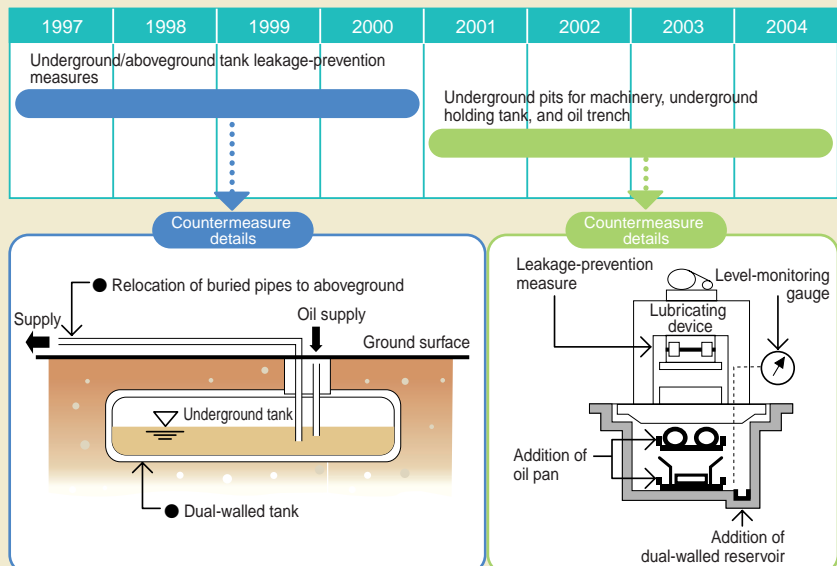 1997 1998 1999 2000 2001 2002 2003 2004
Underground/aboveground tank leakage-prevention
measures
Underground pits for machinery, underground
holding tank, and oil trench
Countermeasure
details
Relocation of buried pipes to aboveground
Supply
Oil supply
Ground surface
Underground tank
Dual-walled tank
Countermeasure
details
Leakage-prevention
measure
Level-monitoring
gauge
Lubricating
device
Addition of
oil pan
Addition of
dual-walled reservoir